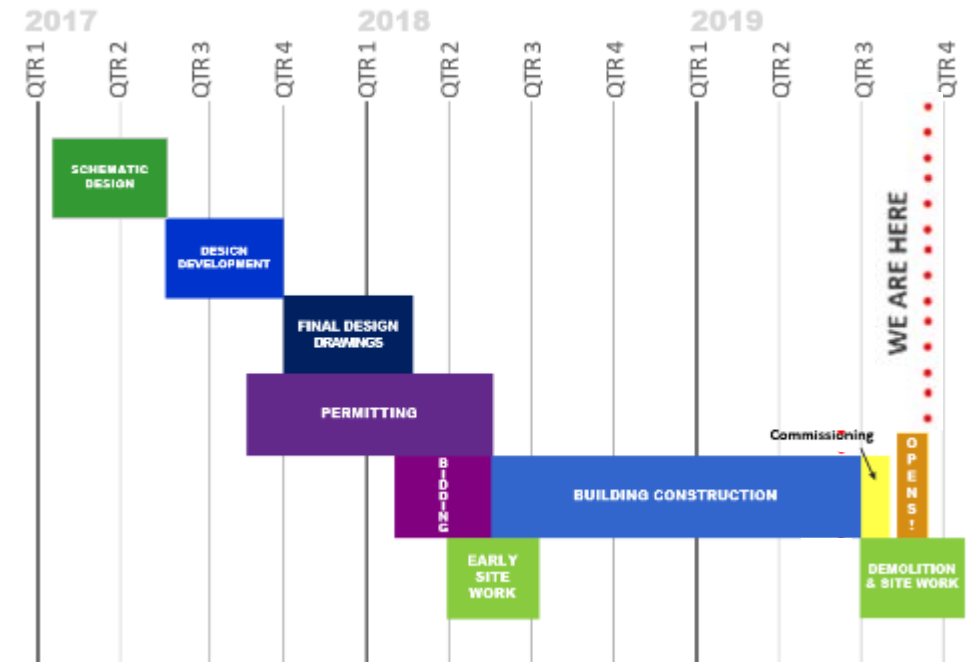 2017
2018
2019
QTR 1
QTR 2
QTR 3
QTR 4
QTR 1
QTR 2
QTR 3
QTR 4
QTR 1
QTR 2
QTR 3
QTR 4
SCHEMATIC
DESIGN
WE ARE HERE
DESIGN
DEVELOPMENT
FINAL DESIGN
DRAWINGS
PERMITTING
Commissioning
OPENS!
BIDDING
BUILDING CONSTRUCTION
EARLY
SITE
WORK
DEMOLITION
& SITE WORK